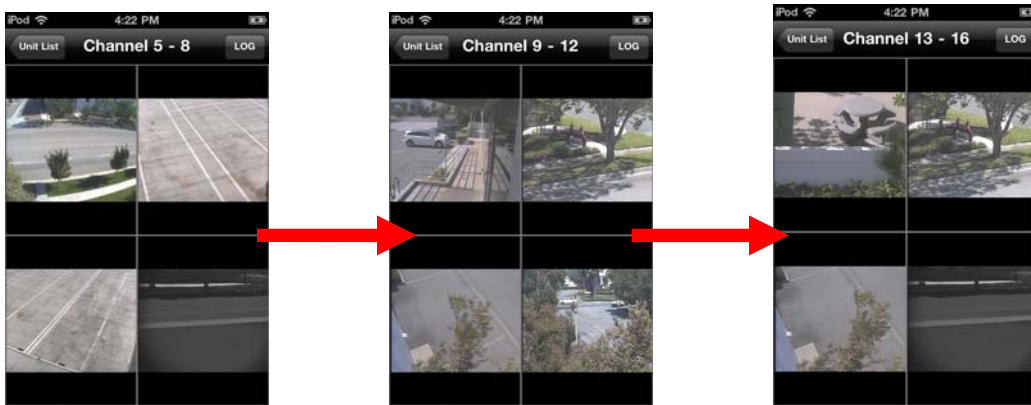 iPod 4:22 PM
Unit List Channel 5 - 8 LOG
iPod 4:22 PM
Unit List Channel 9 - 12 LOG
iPod 4:22 PM
Unit List Channel 13 - 16 LOG